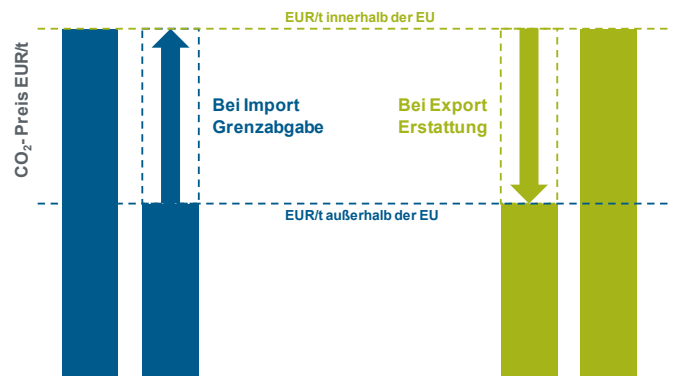 EUR/t innerhalb der EU
CO₂- Preis EUR/t
Bei Import
Grenzabgabe
Bei Export
Erstattung
EUR/t außerhalb der EU